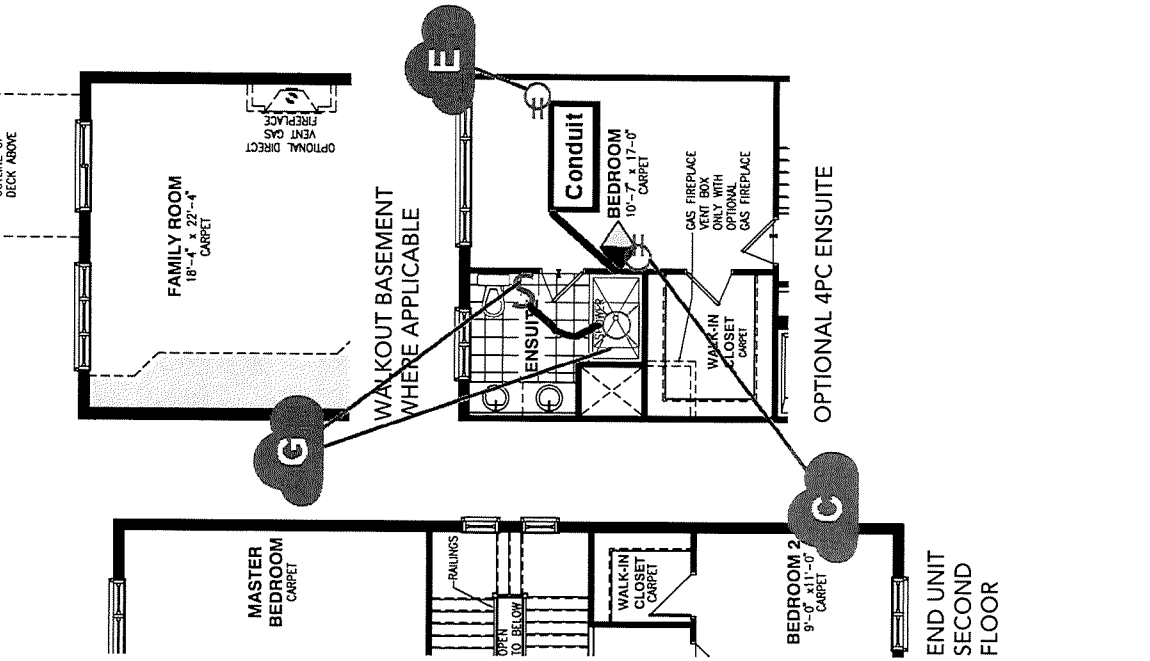 DECK ABOVE
FAMILY ROOM
18'-4" x 22'-4"
CARPET
OPTIONAL DIRECT
VENT GAS
FIREPLACE
WALKOUT BASEMENT
WHERE APPLICABLE
E
Conduit
BEDROOM
10'-7" x 17'-0"
CARPET
GAS FIREPLACE
VENT BOX
ONLY WITH
OPTIONAL
GAS FIREPLACE
ENSUITE
SHOWER
WALK-IN
CLOSET
CARPET
OPTIONAL 4PC ENSUITE
G
C
MASTER
BEDROOM
CARPET
RAILINGS
OPEN
TO BELOW
WALK-IN
CLOSET
CARPET
BEDROOM 2
9'-0" x11'-0"
CARPET
END UNIT
SECOND
FLOOR